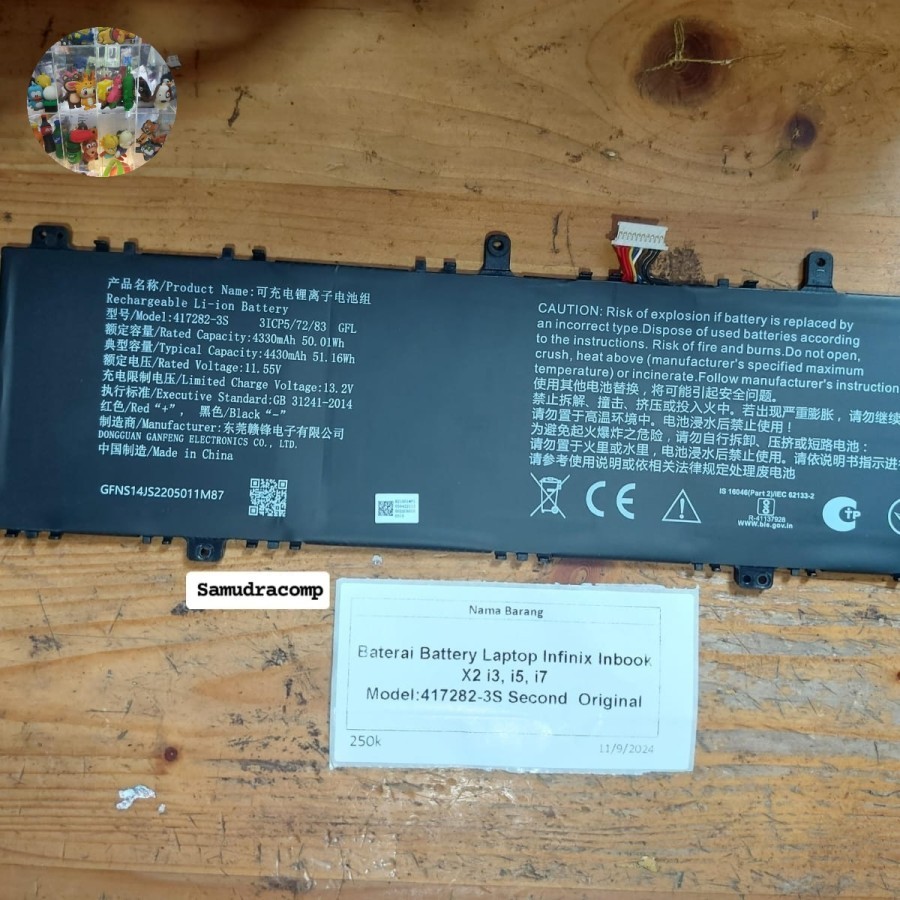 产品名称/Product Name:可充电锂离子电池组
Rechargeable Li-ion Battery
型号/Model:417282-3S 3ICP5/72/83 GFL
额定容量/Rated Capacity:4330mAh 50.01Wh
典型容量/Typical Capacity:4430mAh 51.16Wh
额定电压/Rated Voltage:11.55V
充电限制电压/Limited Charge Voltage:13.2V
执行标准/Executive Standard:GB 31241-2014
红色/Red “+”， 黑色/Black “-”
制造商/Manufacturer:东莞赣锋电子有限公司
DONGGUAN GANFENG ELECTRONICS CO., LTD
中国制造/Made in China
GFNS14JS2205011M87
CAUTION: Risk of explosion if battery is replaced by
an incorrect type.Dispose of used batteries according
to the instructions. Risk of fire and burns.Do not open,
crush, heat above (manufacturer's specified maximum
temperature) or incinerate.Follow manufacturer's instruction
使用其他电池替换，将可能引起安全问题。
禁止拆解、撞击、挤压或投入火中。若出现严重膨胀，请勿继续
请勿置于高温环境中。电池浸水后禁止使用！
为避免起火爆炸之危险，请勿自行拆卸、压挤或短路电池：
请勿置于火里或水里，电池浸水后禁止使用。请依说明书指示进行
请参考使用说明或依相关法律规定处理废电池
CE
IS 16046(Part 2)/IEC 62133-2
R-41137926
www.bis.gov.in
Samudracomp
Nama Barang
Baterai Battery Laptop Infinix Inbook
X2 i3, i5, i7
Model:417282-3S Second Original
250k
11/9/2024